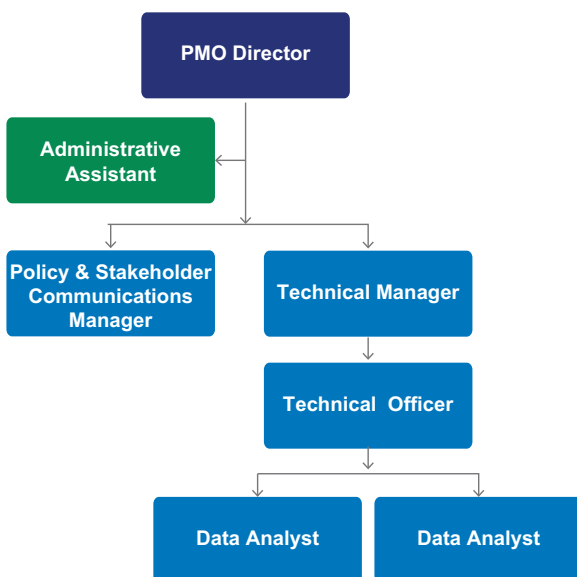 PMO Director
Administrative
Assistant
Policy & Stakeholder
Communications
Manager
Technical Manager
Technical Officer
Data Analyst
Data Analyst